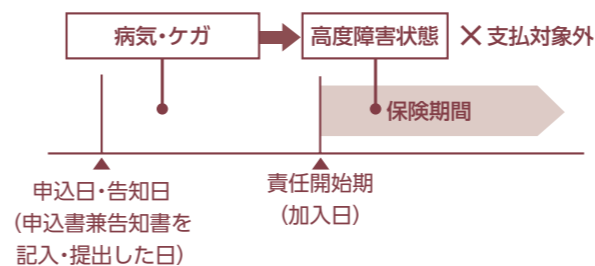 病気・ケガ
高度障害状態
×支払対象外
保険期間
申込日・告知日
(申込書兼告知書を
記入・提出した日)
責任開始期
(加入日)